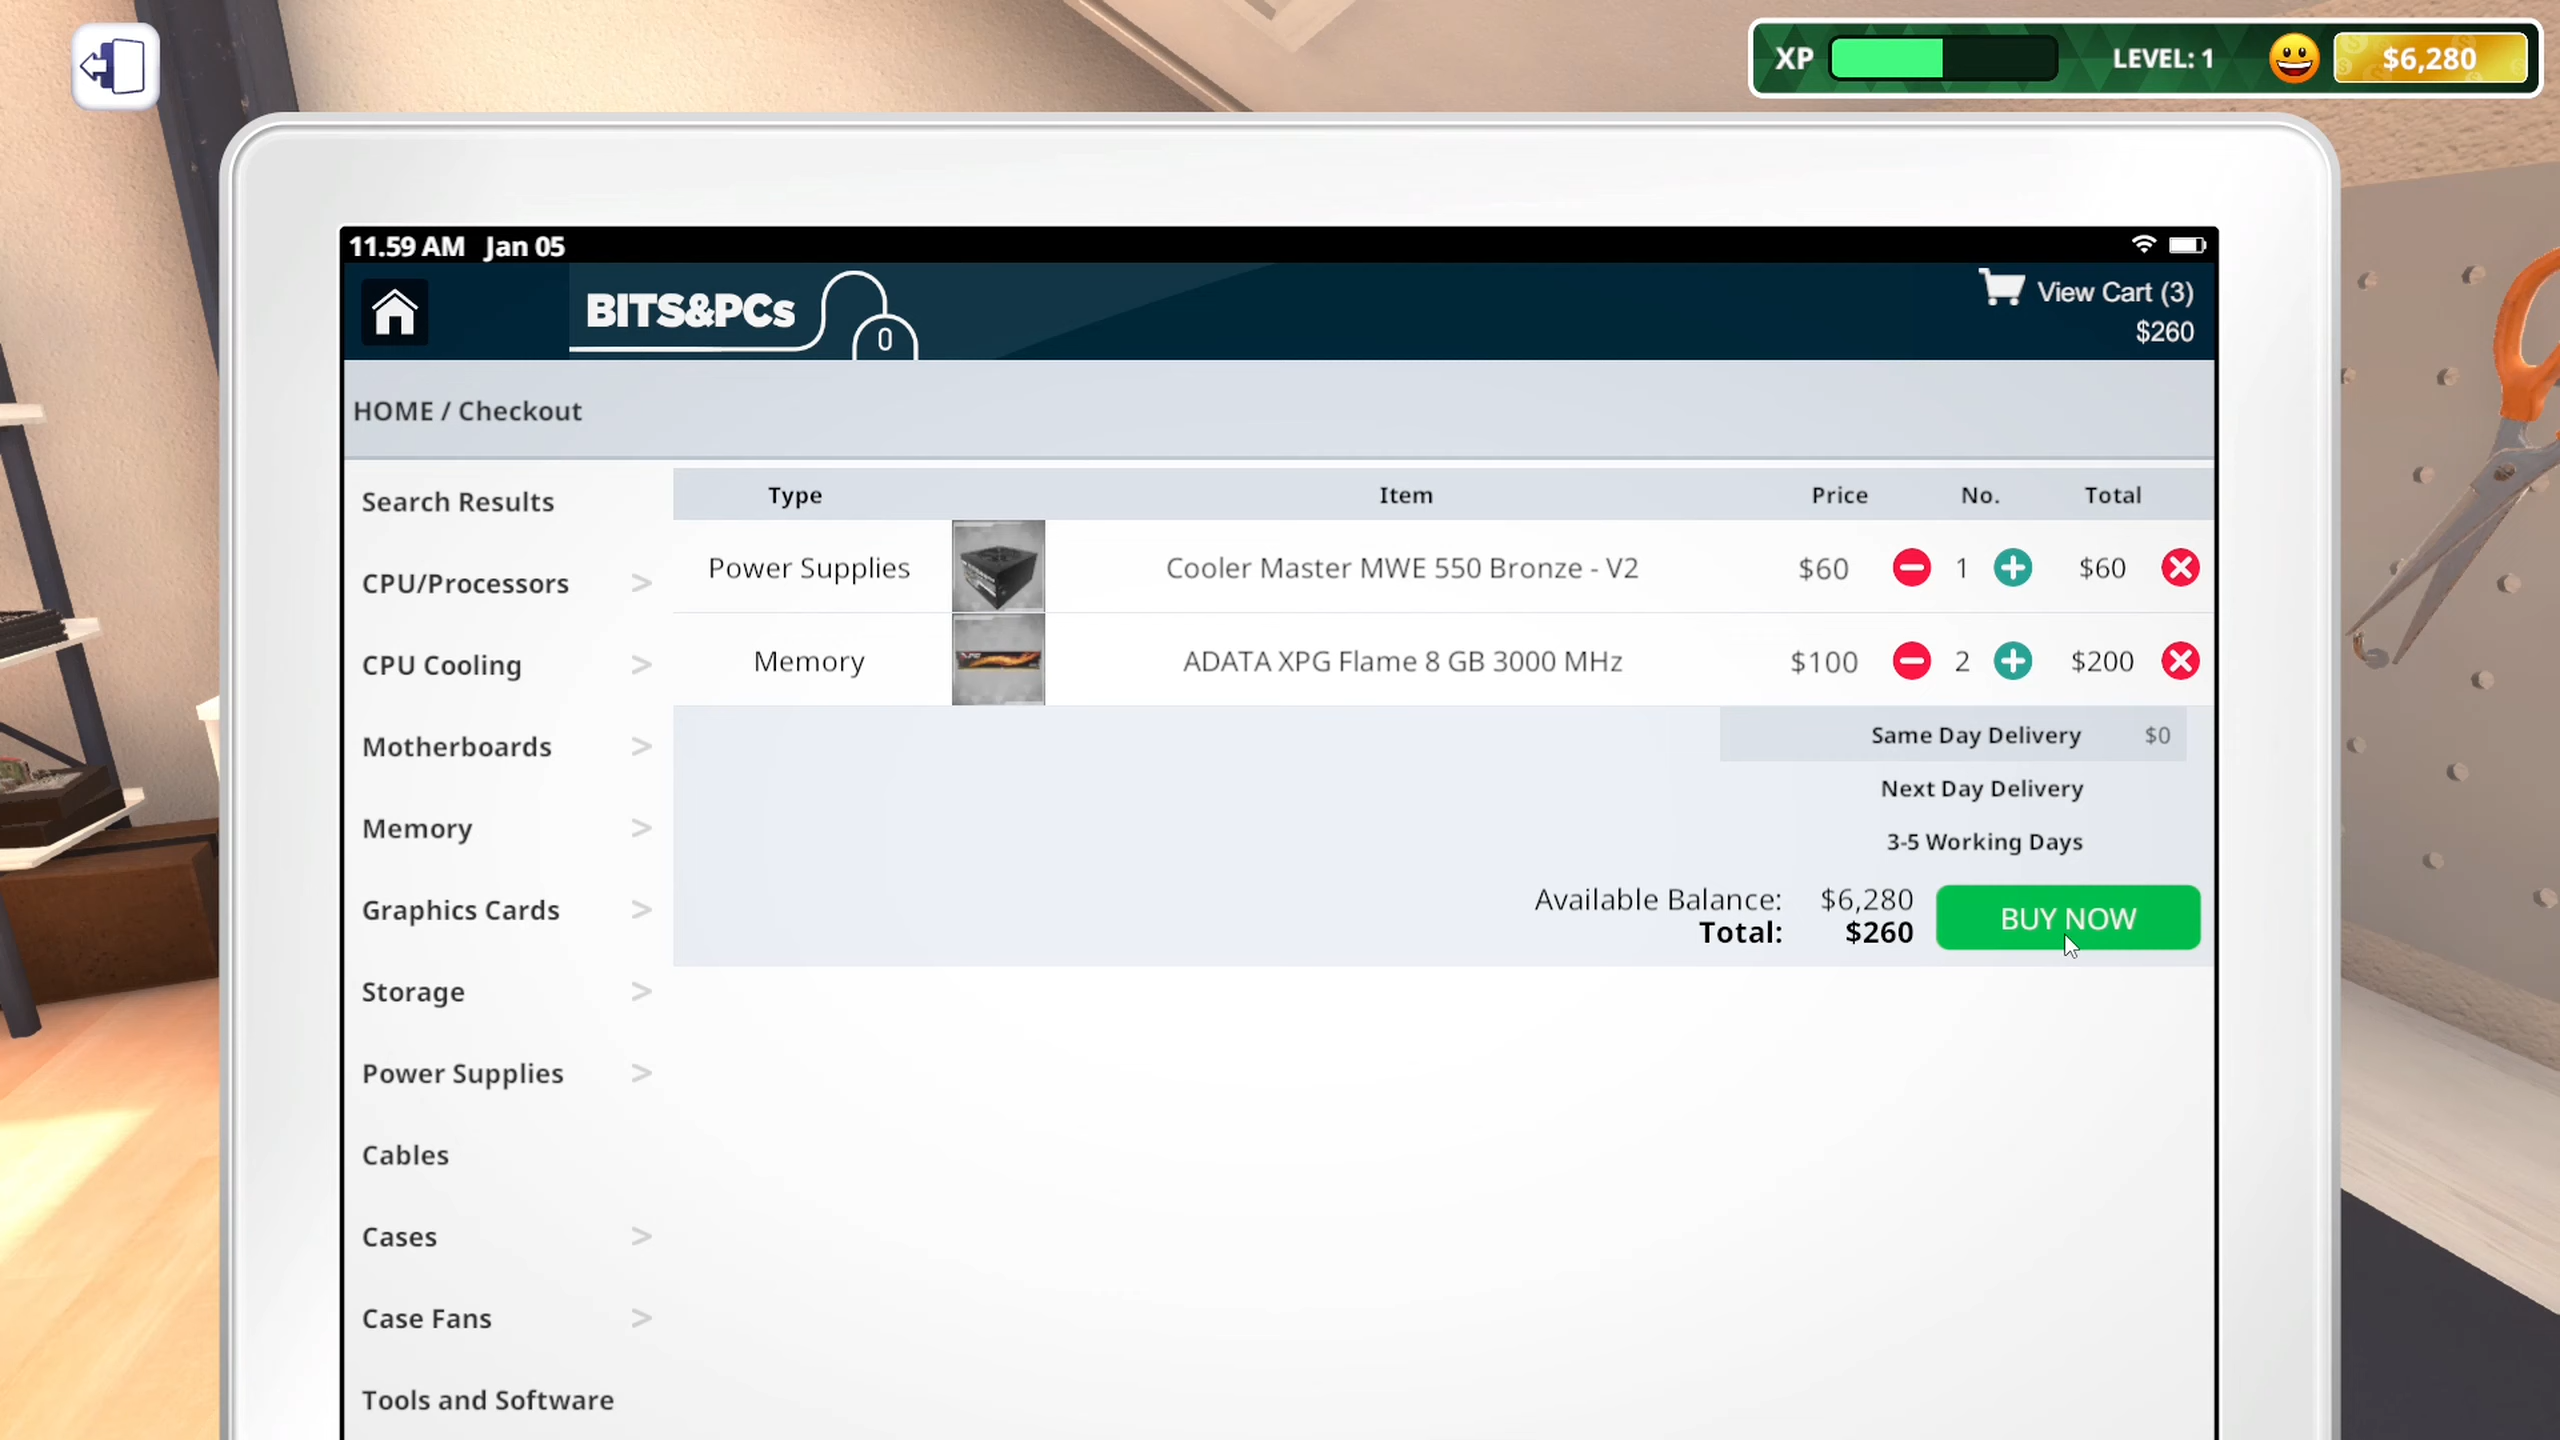 XP LEVEL: 1 $6,280
11.59 AM Jan 05
BITS&PCs
View Cart (3)
$260
HOME / Checkout
Search Results
CPU/Processors >
CPU Cooling >
Motherboards >
Memory >
Graphics Cards >
Storage >
Power Supplies >
Cables
Cases >
Case Fans >
Tools and Software
Type Item Price No. Total
Power Supplies Cooler Master MWE 550 Bronze - V2 $60 1 $60
Memory ADATA XPG Flame 8 GB 3000 MHz $100 2 $200
Same Day Delivery $0
Next Day Delivery
3-5 Working Days
Available Balance: $6,280
Total: $260
BUY NOW